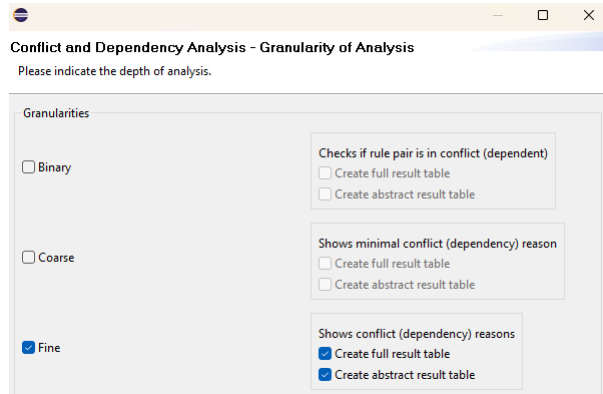 Conflict and Dependency Analysis - Granularity of Analysis
Please indicate the depth of analysis.
Granularities
Binary
Checks if rule pair is in conflict (dependent)
Create full result table
Create abstract result table
Coarse
Shows minimal conflict (dependency) reason
Create full result table
Create abstract result table
Fine
Shows conflict (dependency) reasons
Create full result table
Create abstract result table